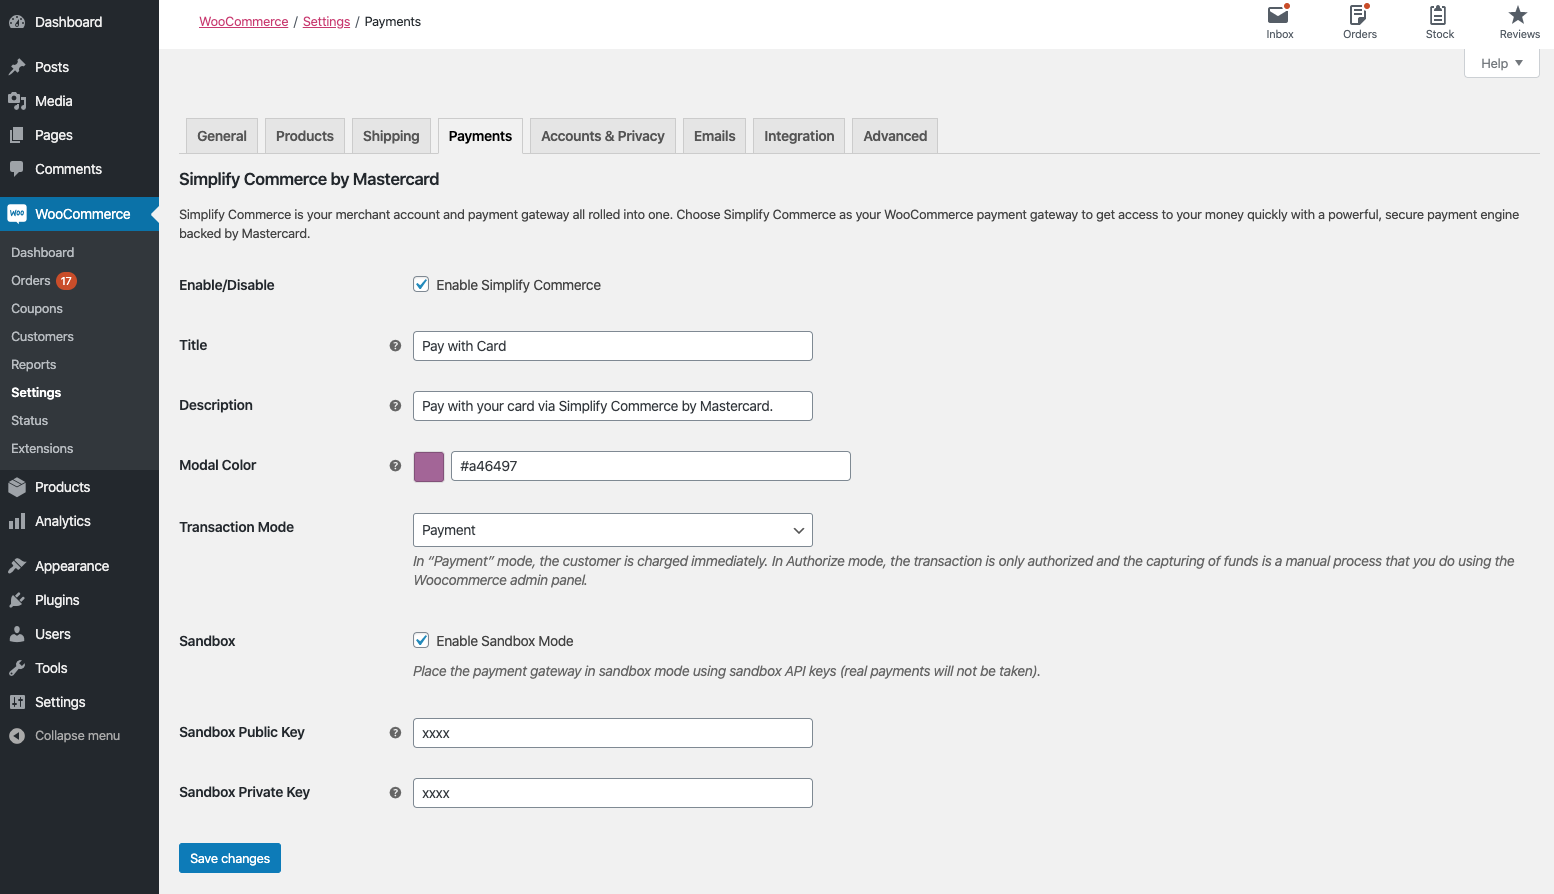 Dashboard
Posts
Media
Pages
Comments
Woo WooCommerce
Dashboard
Orders 17
Coupons
Customers
Reports
Settings
Status
Extensions
Products
Analytics
Appearance
Plugins
Users
Tools
Settings
Collapse menu
WooCommerce / Settings / Payments
Inbox Orders Stock Reviews
Help
General Products Shipping Payments Accounts & Privacy Emails Integration Advanced
Simplify Commerce by Mastercard
Simplify Commerce is your merchant account and payment gateway all rolled into one. Choose Simplify Commerce as your WooCommerce payment gateway to get access to your money quickly with a powerful, secure payment engine
backed by Mastercard.
Enable/Disable Enable Simplify Commerce
Title ? Pay with Card
Description ? Pay with your card via Simplify Commerce by Mastercard.
Modal Color ? #a46497
Transaction Mode Payment
In “Payment” mode, the customer is charged immediately. In Authorize mode, the transaction is only authorized and the capturing of funds is a manual process that you do using the
Woocommerce admin panel.
Sandbox Enable Sandbox Mode
Place the payment gateway in sandbox mode using sandbox API keys (real payments will not be taken).
Sandbox Public Key ? xxxx
Sandbox Private Key ? xxxx
Save changes